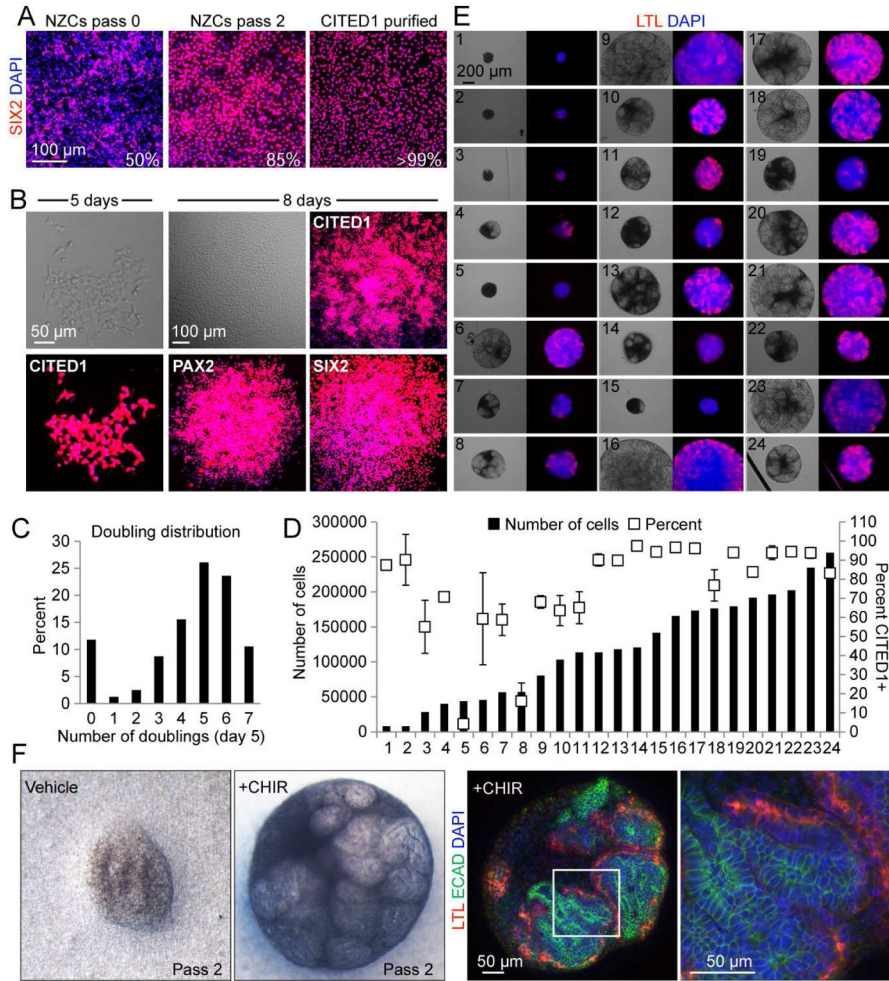 A
NZCs pass 0
NZCs pass 2
CITED1 purified
SIX2 DAPI
100 µm
50%
85%
>99%
B
5 days
8 days
50 µm
100 µm
CITED1
CITED1
PAX2
SIX2
C
Doubling distribution
Percent
30
25
20
15
10
5
0
0 1 2 3 4 5 6 7
Number of doublings (day 5)
D
Number of cells
Percent
Number of cells
300000
250000
200000
150000
100000
50000
0
110
100
90
80
70
60
50
40
30
20
10
0
Percent CITED1+
1 2 3 4 5 6 7 8 9 10 11 12 13 14 15 16 17 18 19 20 21 22 23 24
E
LTL DAPI
1
200 µm
2
3
4
5
6
7
8
9
10
11
12
13
14
15
16
17
18
19
20
21
22
23
24
F
Vehicle
Pass 2
+CHIR
Pass 2
LTL ECAD DAPI
+CHIR
50 µm
50 µm